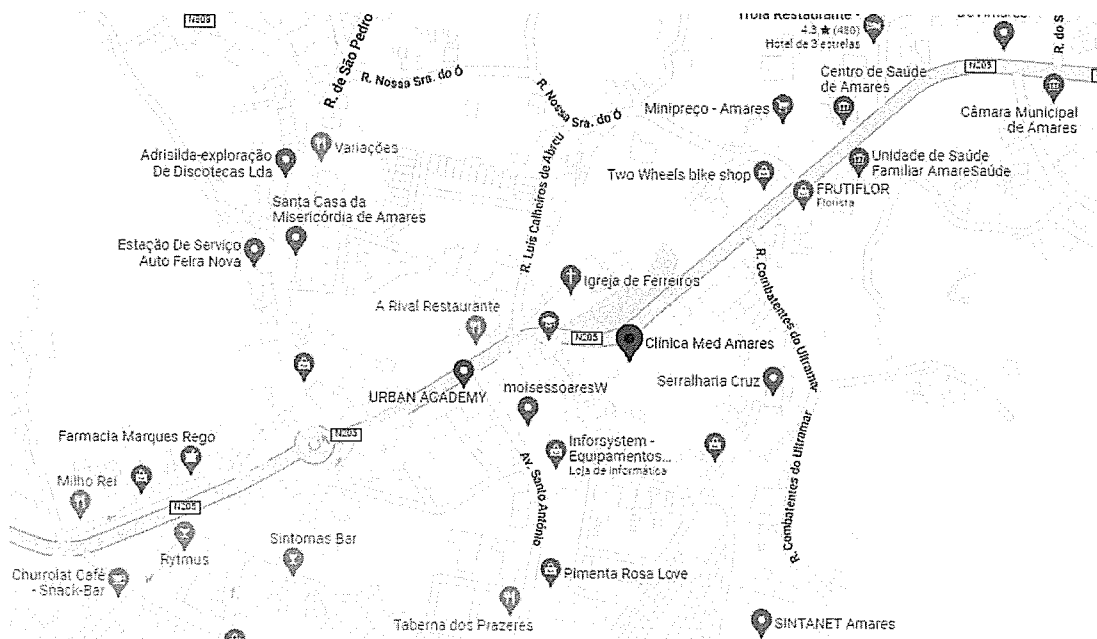 N308
4.3 ★ (480)
Hotel de 3 estrelas
R. do S
N205
R. de São Pedro
R. Nossa Sra. do Ó
R. Nossa Sra. do Ó
Centro de Saúde
de Amares
Minipreço - Amares
Câmara Municipal
de Amares
Variações
Adrisilda-exploração
De Discotecas Lda
R. Luís Calheiros de Abreu
Two Wheels bike shop
Unidade de Saúde
Familiar AmareSaúde
FRUTIFLOR
Florista
Santa Casa da
Misericórdia de Amares
Estação De Serviço
Auto Feira Nova
Igreja de Ferreiros
R. Combatentes do Ultramar
A Rival Restaurante
N205
Clínica Med Amares
URBAN ACADEMY
moisessoaresW
Serralharia Cruz
R. Combatentes do Ultramar
N205
Farmacia Marques Rego
Inforsystem -
Equipamentos...
Loja de informática
Milho Rei
Av. Santo António
N205
Rytmus
Sintomas Bar
Churrolat Café
- Snack-Bar
Pimenta Rosa Love
Taberna dos Prazeres
SINTANET Amares